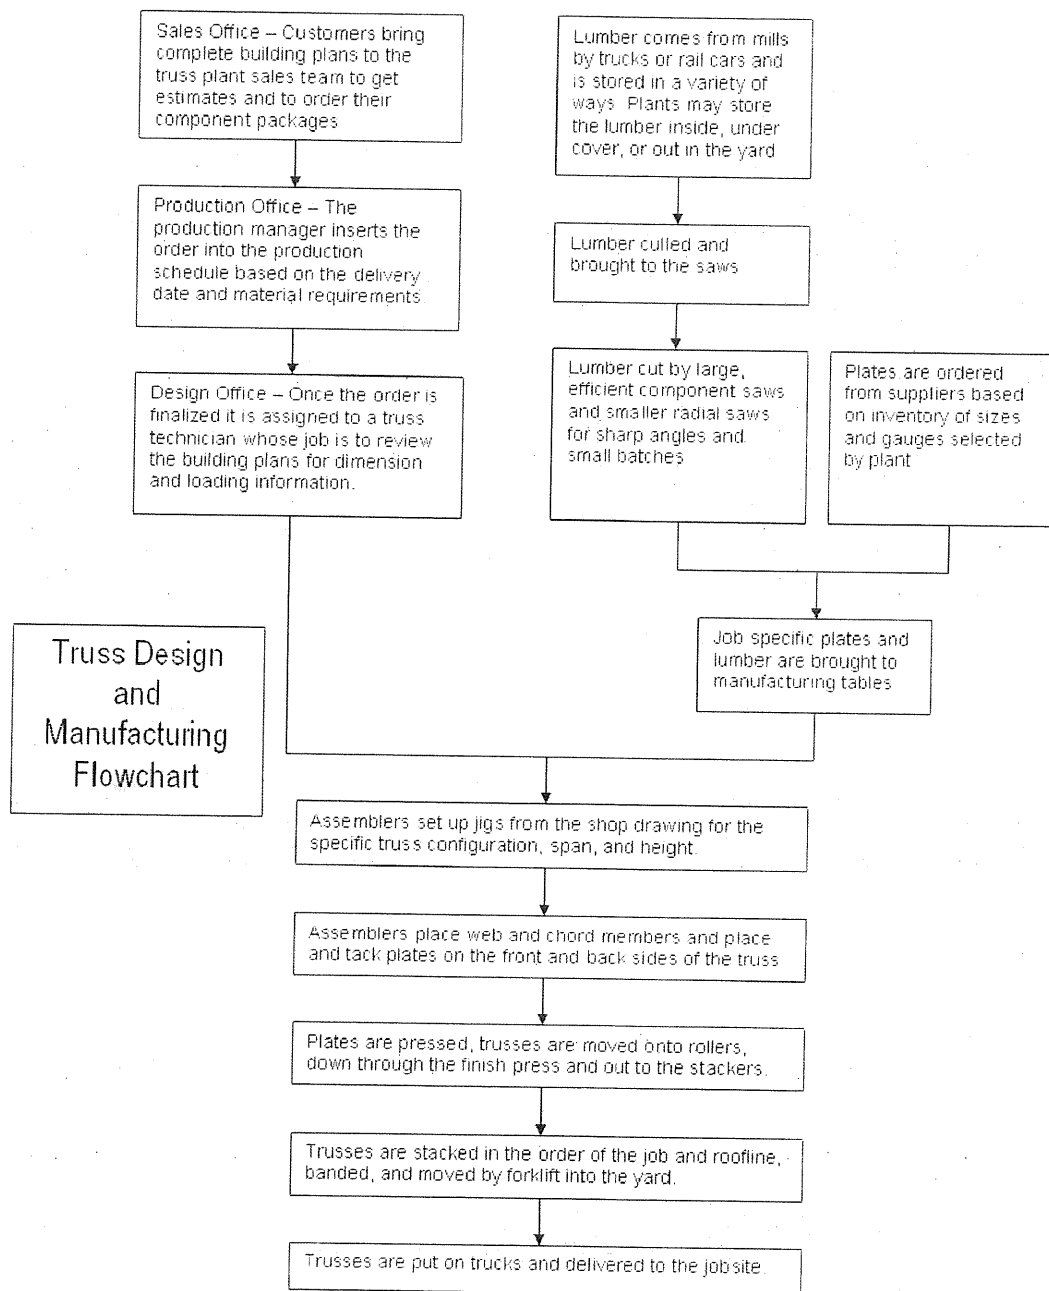 Sales Office – Customers bring
complete building plans to the
truss plant sales team to get
estimates and to order their
component packages
Production Office – The
production manager inserts the
order into the production
schedule based on the delivery
date and material requirements.
Design Office – Once the order is
finalized it is assigned to a truss
technician whose job is to review
the building plans for dimension
and loading information.
Lumber comes from mills
by trucks or rail cars and
is stored in a variety of
ways. Plants may store
the lumber inside, under
cover, or out in the yard
Lumber culled and
brought to the saws
Lumber cut by large,
efficient component saws
and smaller radial saws
for sharp angles and
small batches
Plates are ordered
from suppliers based
on inventory of sizes
and gauges selected
by plant
Job specific plates and
lumber are brought to
manufacturing tables
Truss Design
and
Manufacturing
Flowchart
Assemblers set up jigs from the shop drawing for the
specific truss configuration, span, and height.
Assemblers place web and chord members and place
and tack plates on the front and back sides of the truss
Plates are pressed, trusses are moved onto rollers,
down through the finish press and out to the stackers.
Trusses are stacked in the order of the job and roofline,
banded, and moved by forklift into the yard.
Trusses are put on trucks and delivered to the jobsite.